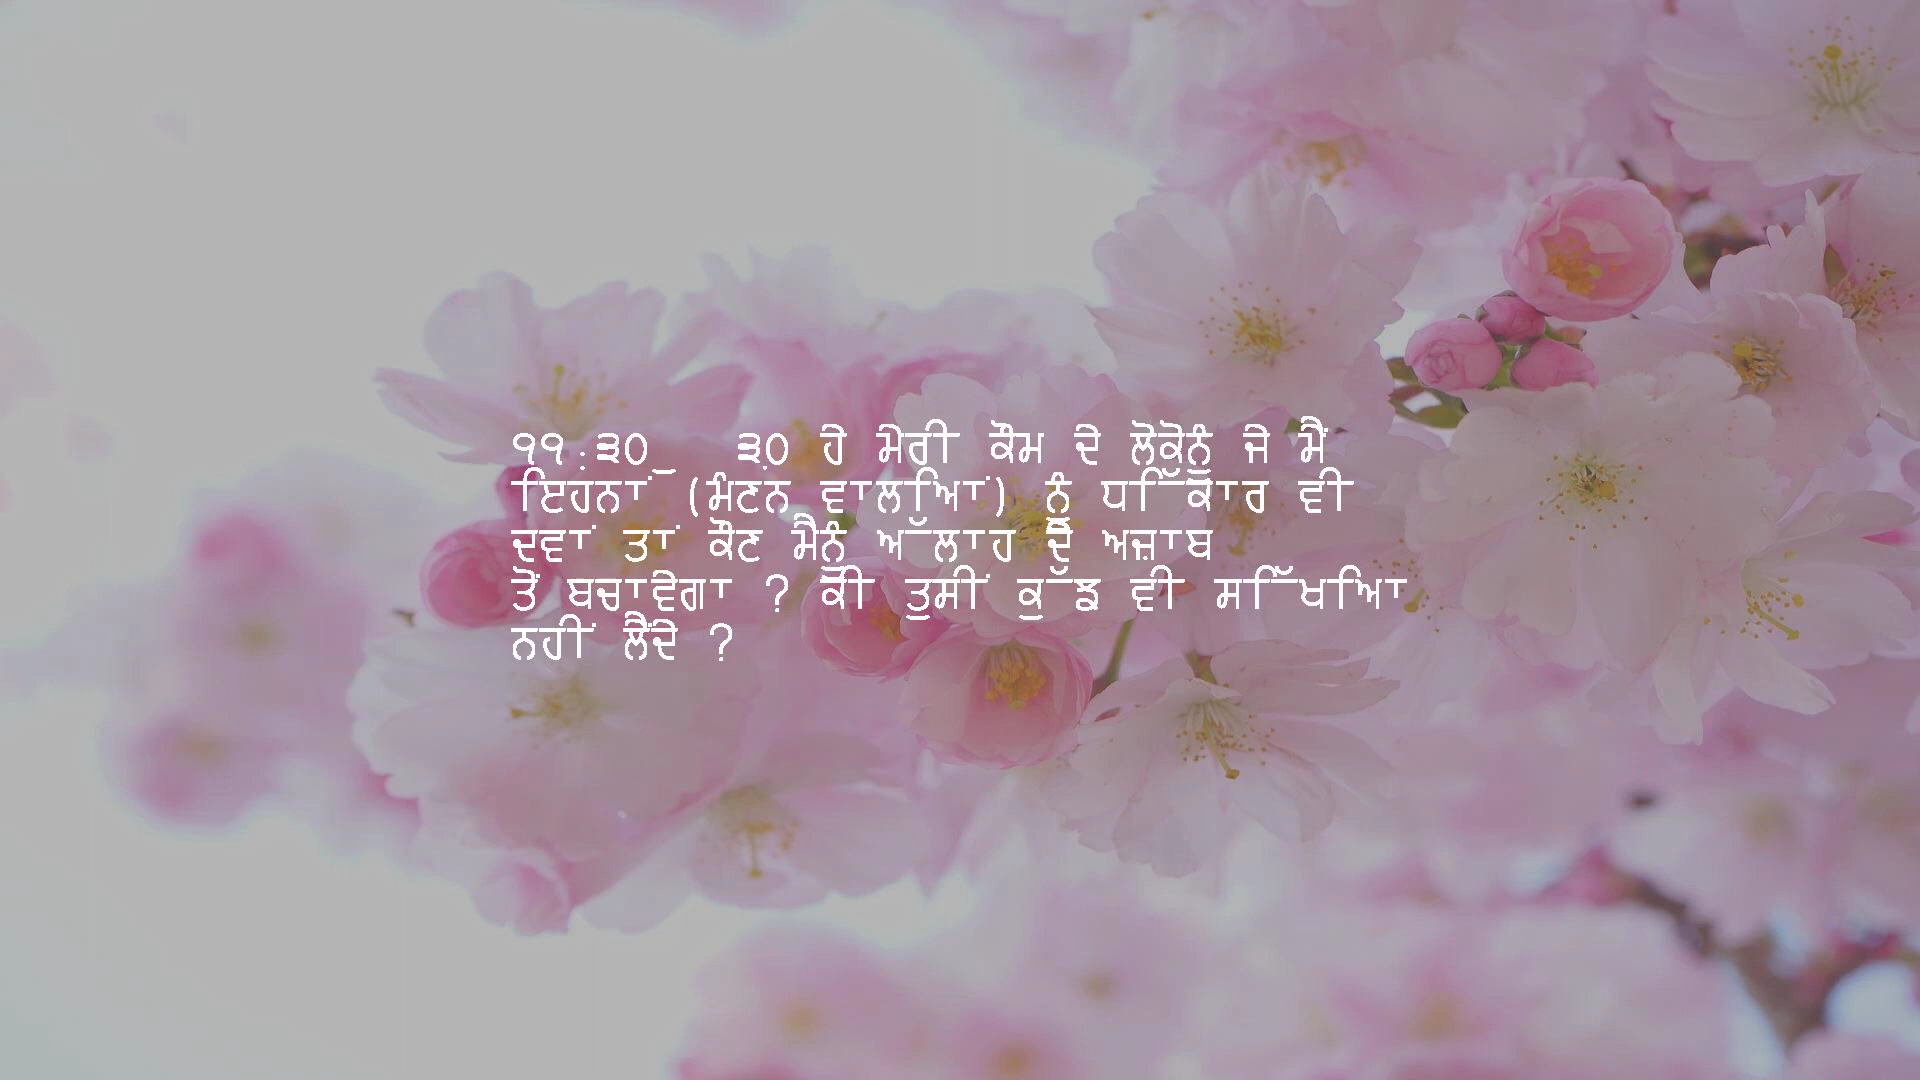 ੧੧:੩੦_ ੩੦ ਹੇ ਮੇਰੀ ਕੌਮ ਦੇ ਲੋਕੋਨੂੰ ਜੇ ਮੈਂ
ਇਹਨਾਂ (ਮੰਣਨ ਵਾਲਿਆਂ) ਨੂੰ ਧਿੱਕਾਰ ਵੀ
ਦਵਾਂ ਤਾਂ ਕੌਣ ਮੈਨੂੰ ਅੱਲਾਹ ਦੇ ਅਜ਼ਾਬ
ਤੋਂ ਬਚਾਵੇਗਾ ? ਕੀ ਤੁਸੀਂ ਕੁੱਝ ਵੀ ਸਿੱਖਿਆ
ਨਹੀਂ ਲੈਂਦੇ ?